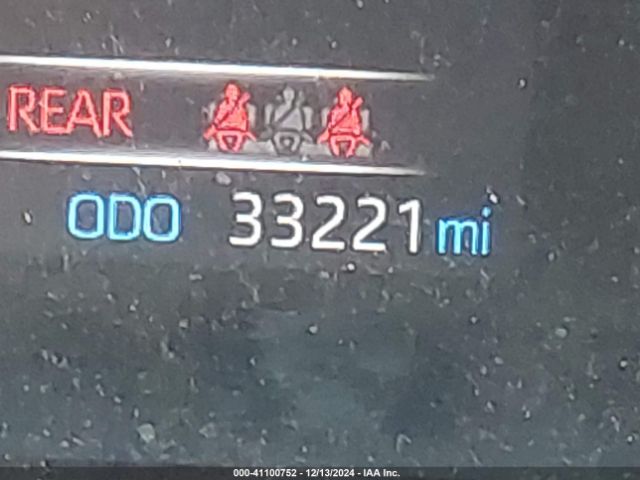 REAR
ODO 33221 mi
000-41100752 - 12/13/2024 - IAA Inc.